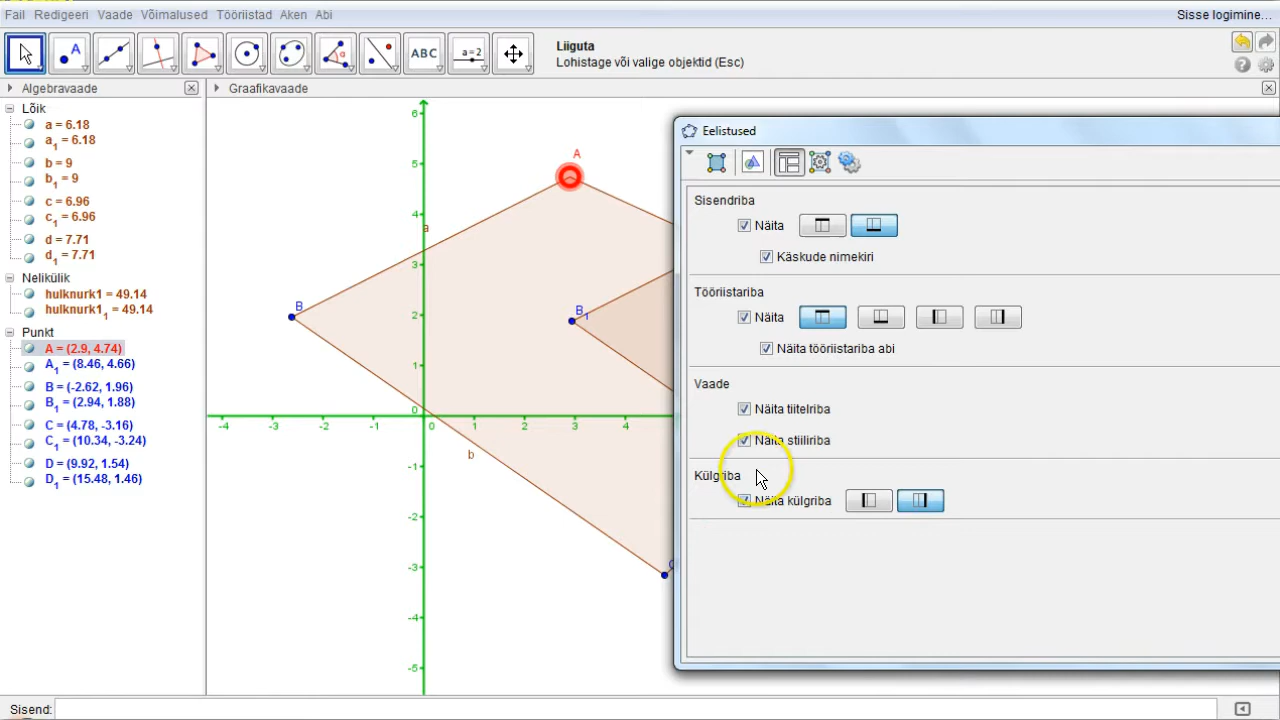 Fail Redigeeri Vaade Võimalused Tööriistad Aken Abi Sisse logimine...
A ABC a=2
Liiguta
Lohistage või valige objektid (Esc)
Algebravaade Graafikavaade
Lõik
a = 6.18
a1 = 6.18
b = 9
b1 = 9
c = 6.96
c1 = 6.96
d = 7.71
d1 = 7.71
Nelikülik
hulknurk1 = 49.14
hulknurk11 = 49.14
Punkt
A = (2.9, 4.74)
A1 = (8.46, 4.66)
B = (-2.62, 1.96)
B1 = (2.94, 1.88)
C = (4.78, -3.16)
C1 = (10.34, -3.24)
D = (9.92, 1.54)
D1 = (15.48, 1.46)
6
A
5
4
a
3
B
2
B1
1
0
-4 -3 -2 -1 0 1 2 3 4
b
-1
-2
-3
-4
-5
Eelistused
Sisendriba
Näita
Käskude nimekiri
Tööriistariba
Näita
Näita tööriistariba abi
Vaade
Näita tiitelriba
Näita stiiliriba
Külgriba
Näita külgriba
Sisend: